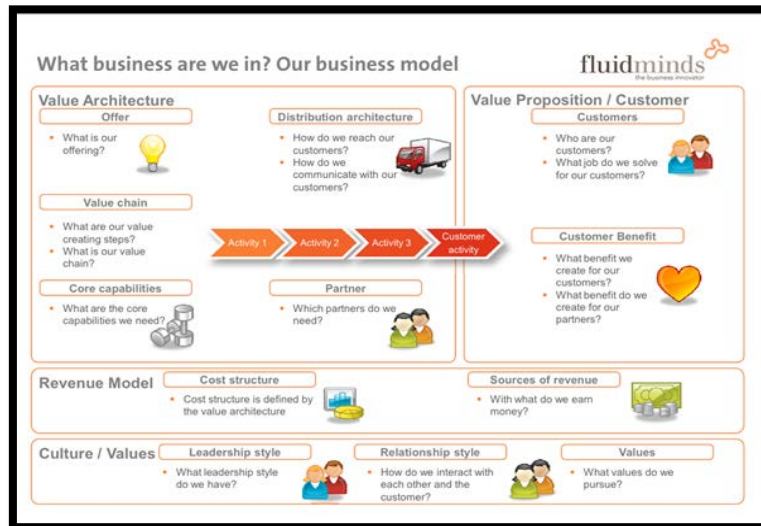 What business are we in? Our business model
fluidminds
the business innovator
Value Architecture
Offer
• What is our
offering?
Distribution architecture
• How do we reach our
customers?
• How do we
communicate with our
customers?
Value chain
• What are our value
creating steps?
• What is our value
chain?
Activity 1
Activity 2
Activity 3
Customer
activity
Core capabilities
• What are the core
capabilities we need?
Partner
• Which partners do we
need?
Value Proposition / Customer
Customers
• Who are our
customers?
• What job do we solve
for our customers?
Customer Benefit
• What benefit we
create for our
customers?
• What benefit do we
create for our
partners?
Revenue Model
Cost structure
• Cost structure is defined by
the value architecture
Sources of revenue
• With what do we earn
money?
Culture / Values
Leadership style
• What leadership style
do we have?
Relationship style
• How do we interact with
each other and the
customer?
Values
• What values do we
pursue?